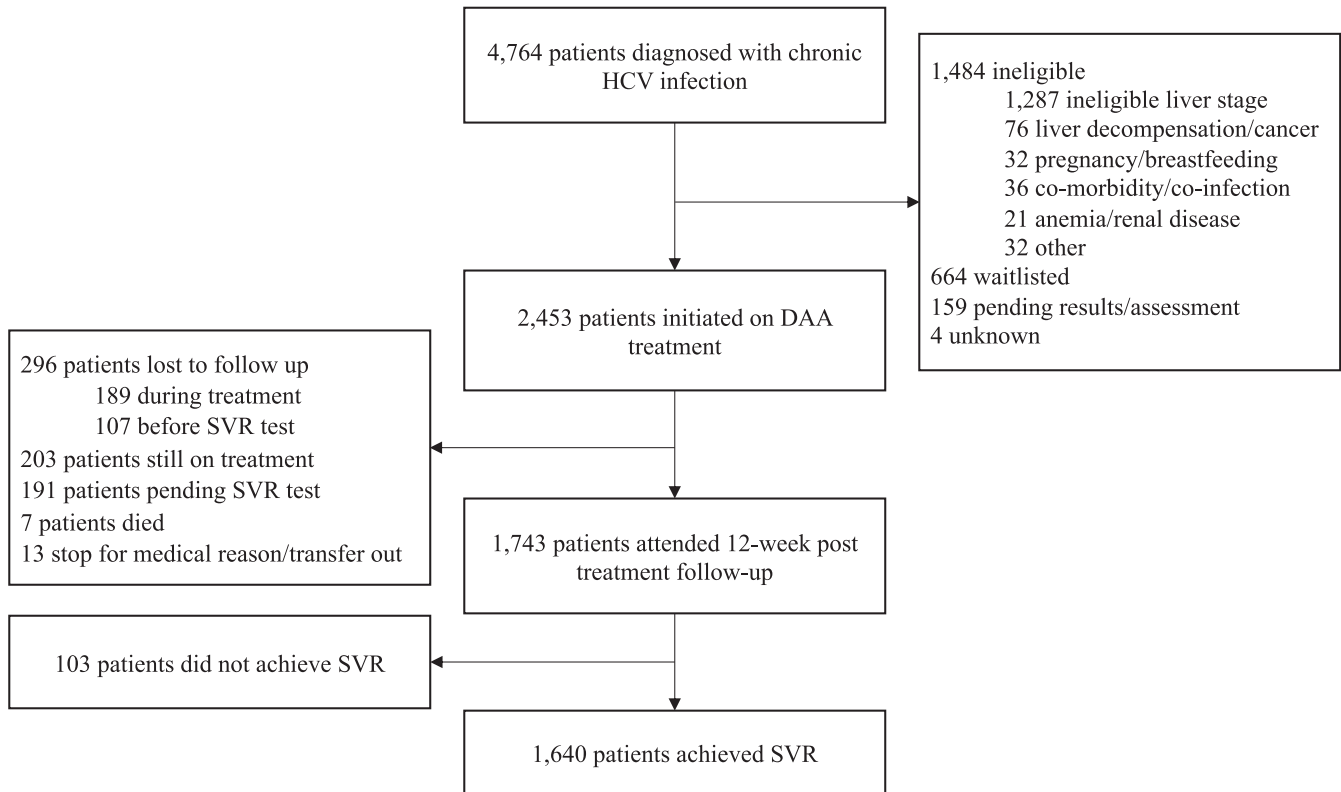 4,764 patients diagnosed with chronic
HCV infection
1,484 ineligible
1,287 ineligible liver stage
76 liver decompensation/cancer
32 pregnancy/breastfeeding
36 co-morbidity/co-infection
21 anemia/renal disease
32 other
664 waitlisted
159 pending results/assessment
4 unknown
2,453 patients initiated on DAA
treatment
296 patients lost to follow up
189 during treatment
107 before SVR test
203 patients still on treatment
191 patients pending SVR test
7 patients died
13 stop for medical reason/transfer out
1,743 patients attended 12-week post
treatment follow-up
103 patients did not achieve SVR
1,640 patients achieved SVR